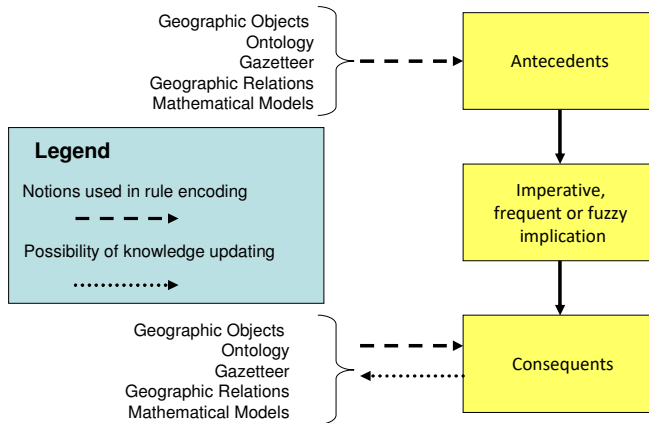 Geographic Objects
Ontology
Gazetteer
Geographic Relations
Mathematical Models
Antecedents
Legend
Notions used in rule encoding
Possibility of knowledge updating
Imperative,
frequent or fuzzy
implication
Geographic Objects
Ontology
Gazetteer
Geographic Relations
Mathematical Models
Consequents